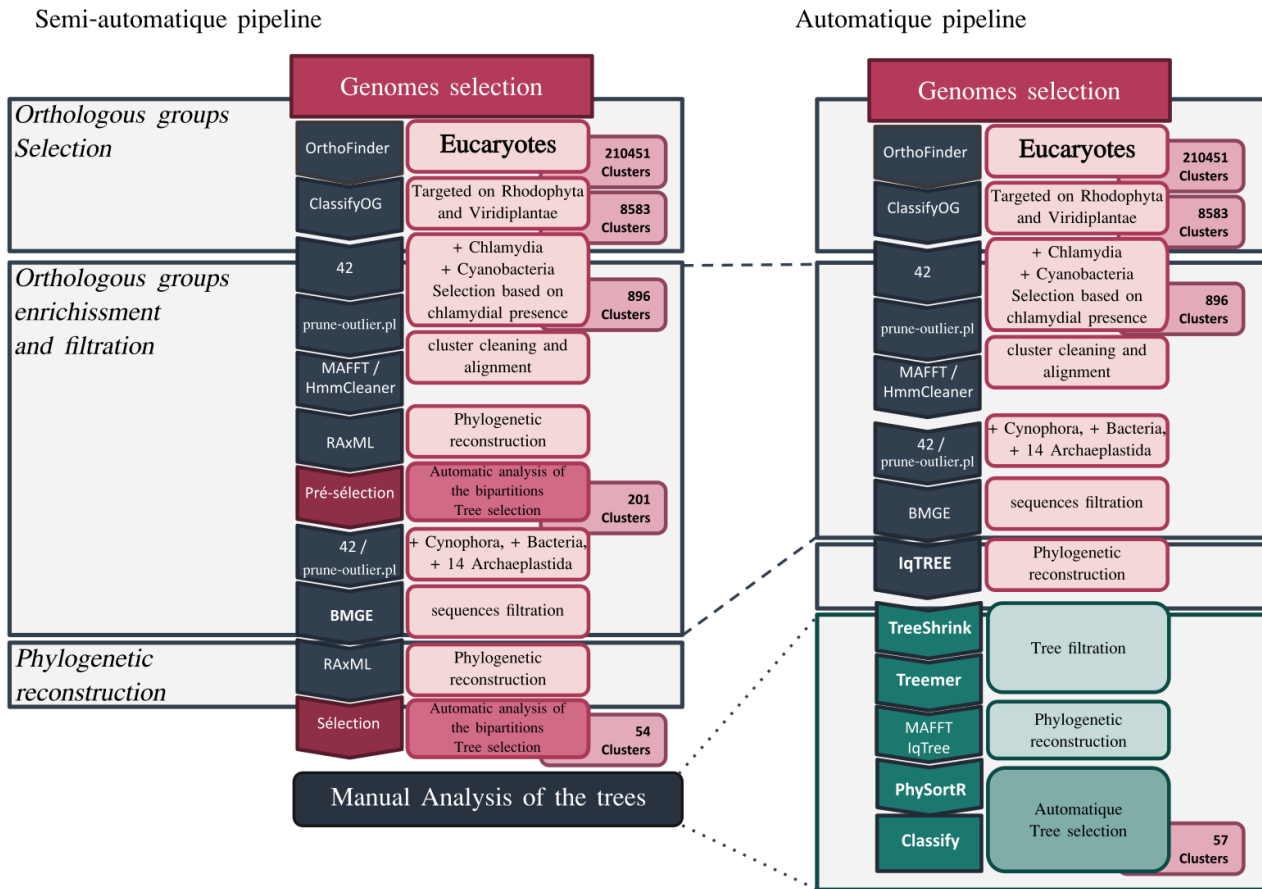 Semi-automatique pipeline
Genomes selection
Orthologous groups
Selection
OrthoFinder
Eucaryotes
210451
Clusters
ClassifyOG
Targeted on Rhodophyta
and Viridiplantae
8583
Clusters
Orthologous groups
enrichissment
and filtration
42
+ Chlamydia
+ Cyanobacteria
Selection based on
chlamydial presence
896
Clusters
prune-outlier.pl
MAFFT /
HmmCleaner
cluster cleaning and
alignment
RAxML
Phylogenetic
reconstruction
Pré-sélection
Automatic analysis of
the bipartitions
Tree selection
201
Clusters
42 /
prune-outlier.pl
+ Cynophora, + Bacteria,
+ 14 Archaeplastida
BMGE
sequences filtration
Phylogenetic
reconstruction
RAxML
Phylogenetic
reconstruction
Sélection
Automatic analysis of
the bipartitions
Tree selection
54
Clusters
Manual Analysis of the trees
Automatique pipeline
Genomes selection
OrthoFinder
Eucaryotes
210451
Clusters
ClassifyOG
Targeted on Rhodophyta
and Viridiplantae
8583
Clusters
42
+ Chlamydia
+ Cyanobacteria
Selection based on
chlamydial presence
896
Clusters
prune-outlier.pl
MAFFT /
HmmCleaner
cluster cleaning and
alignment
42 /
prune-outlier.pl
+ Cynophora, + Bacteria,
+ 14 Archaeplastida
BMGE
sequences filtration
IqTREE
Phylogenetic
reconstruction
TreeShrink
Tree filtration
Treemer
MAFFT
IqTree
Phylogenetic
reconstruction
PhySortR
Automatique
Tree selection
Classify
57
Clusters